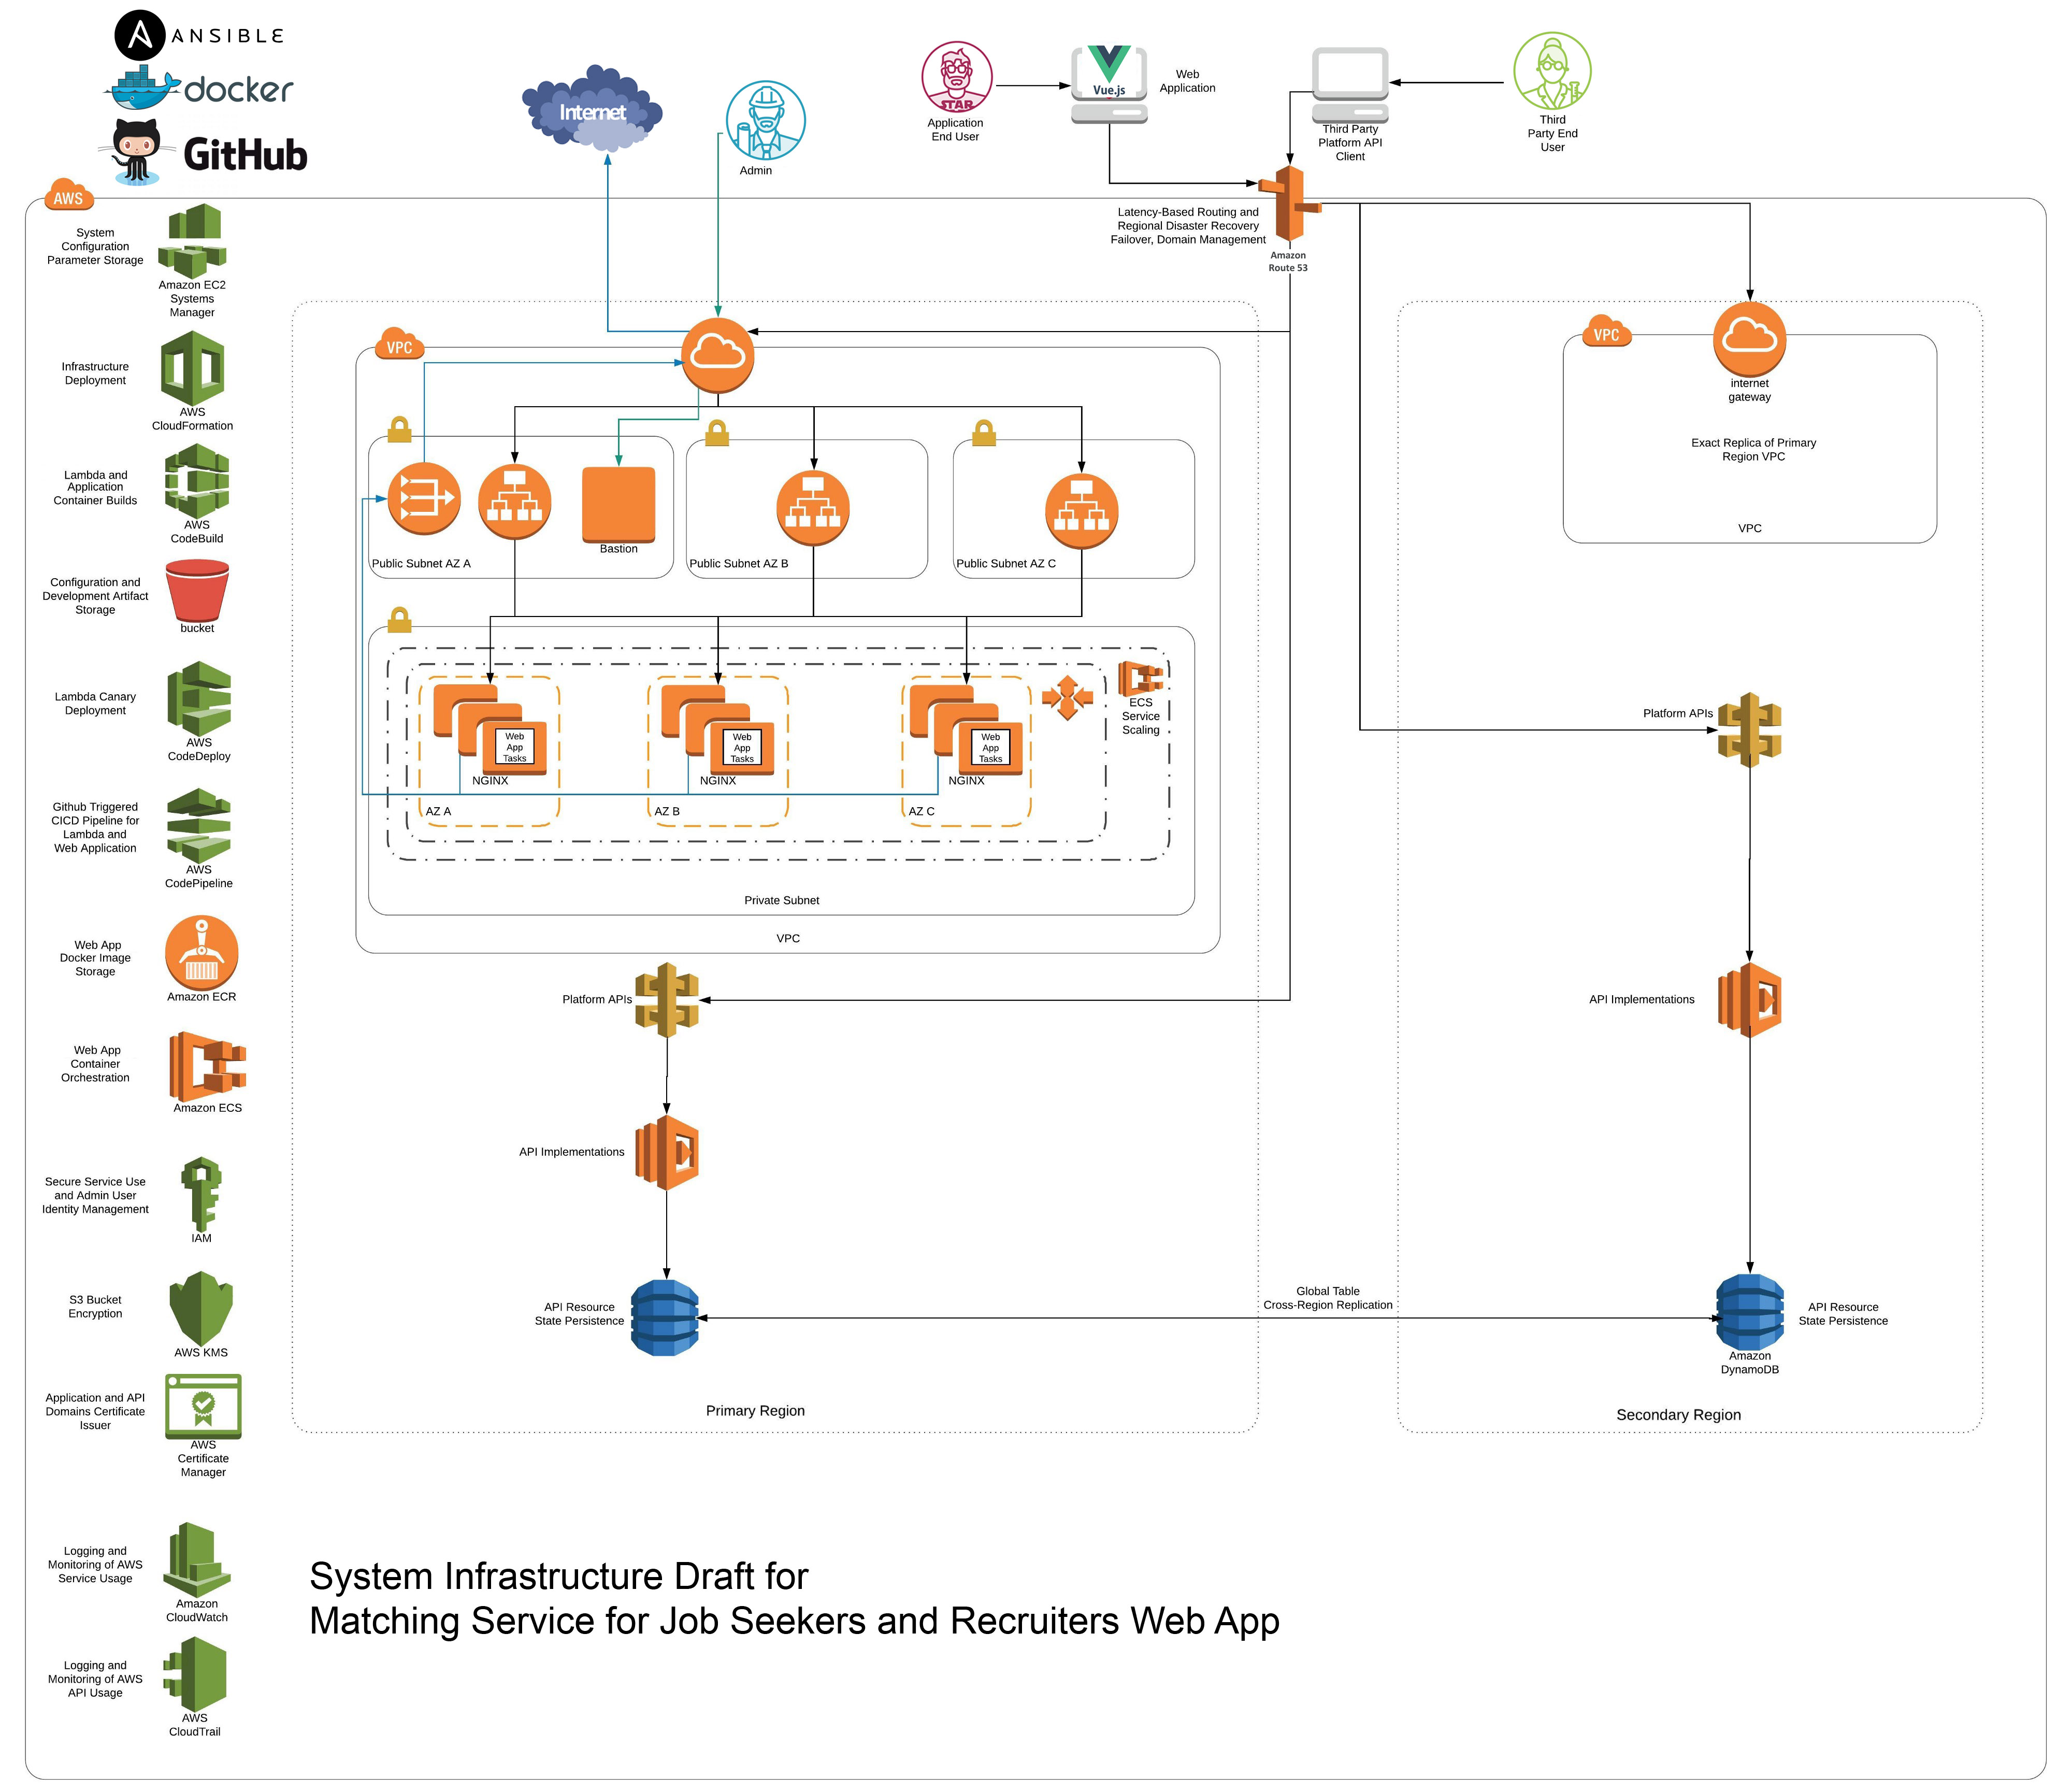 ANSIBLE
docker
GitHub
Internet
Admin
STAR
Application
End User
Vue.js
Web
Application
Third Party
Platform API
Client
Third
Party End
User
AWS
Latency-Based Routing and
Regional Disaster Recovery
Failover, Domain Management
Amazon
Route 53
System
Configuration
Parameter Storage
Amazon EC2
Systems
Manager
Infrastructure
Deployment
AWS
CloudFormation
Lambda and
Application
Container Builds
AWS
CodeBuild
Configuration and
Development Artifact
Storage
bucket
Lambda Canary
Deployment
AWS
CodeDeploy
Github Triggered
CICD Pipeline for
Lambda and
Web Application
AWS
CodePipeline
Web App
Docker Image
Storage
Amazon ECR
Web App
Container
Orchestration
Amazon ECS
Secure Service Use
and Admin User
Identity Management
IAM
S3 Bucket
Encryption
AWS KMS
Application and API
Domains Certificate
Issuer
AWS
Certificate
Manager
Logging and
Monitoring of AWS
Service Usage
Amazon
CloudWatch
Logging and
Monitoring of AWS
API Usage
AWS
CloudTrail
VPC
Bastion
Public Subnet AZ A
Public Subnet AZ B
Public Subnet AZ C
ECS
Service
Scaling
Web
App
Tasks
NGINX
AZ A
Web
App
Tasks
NGINX
AZ B
Web
App
Tasks
NGINX
AZ C
Private Subnet
VPC
Platform APIs
API Implementations
API Resource
State Persistence
Primary Region
Global Table
Cross-Region Replication
VPC
internet
gateway
Exact Replica of Primary
Region VPC
VPC
Platform APIs
API Implementations
API Resource
State Persistence
Amazon
DynamoDB
Secondary Region
System Infrastructure Draft for
Matching Service for Job Seekers and Recruiters Web App